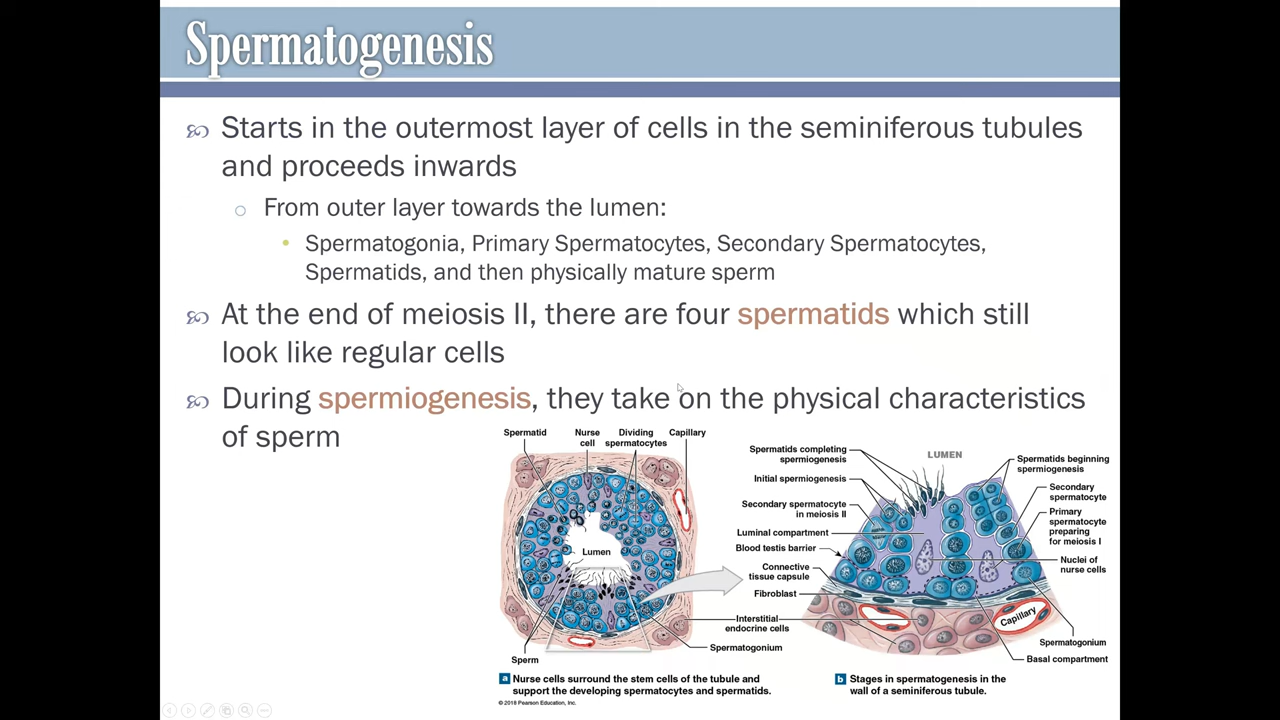 Spermatogenesis
Starts in the outermost layer of cells in the seminiferous tubules
and proceeds inwards
From outer layer towards the lumen:
Spermatogonia, Primary Spermatocytes, Secondary Spermatocytes,
Spermatids, and then physically mature sperm
At the end of meiosis II, there are four spermatids which still
look like regular cells
During spermiogenesis, they take on the physical characteristics
of sperm
Spermatid
Nurse
cell
Dividing
spermatocytes
Capillary
Lumen
Sperm
Interstitial
endocrine cells
Spermatogonium
a Nurse cells surround the stem cells of the tubule and
support the developing spermatocytes and spermatids.
© 2018 Pearson Education, Inc.
Spermatids completing
spermiogenesis
Initial spermiogenesis
Secondary spermatocyte
in meiosis II
Luminal compartment
Blood testis barrier
Connective
tissue capsule
Fibroblast
LUMEN
Spermatids beginning
spermiogenesis
Secondary
spermatocyte
Primary
spermatocyte
preparing
for meiosis I
Nuclei of
nurse cells
Capillary
Spermatogonium
Basal compartment
b Stages in spermatogenesis in the
wall of a seminiferous tubule.